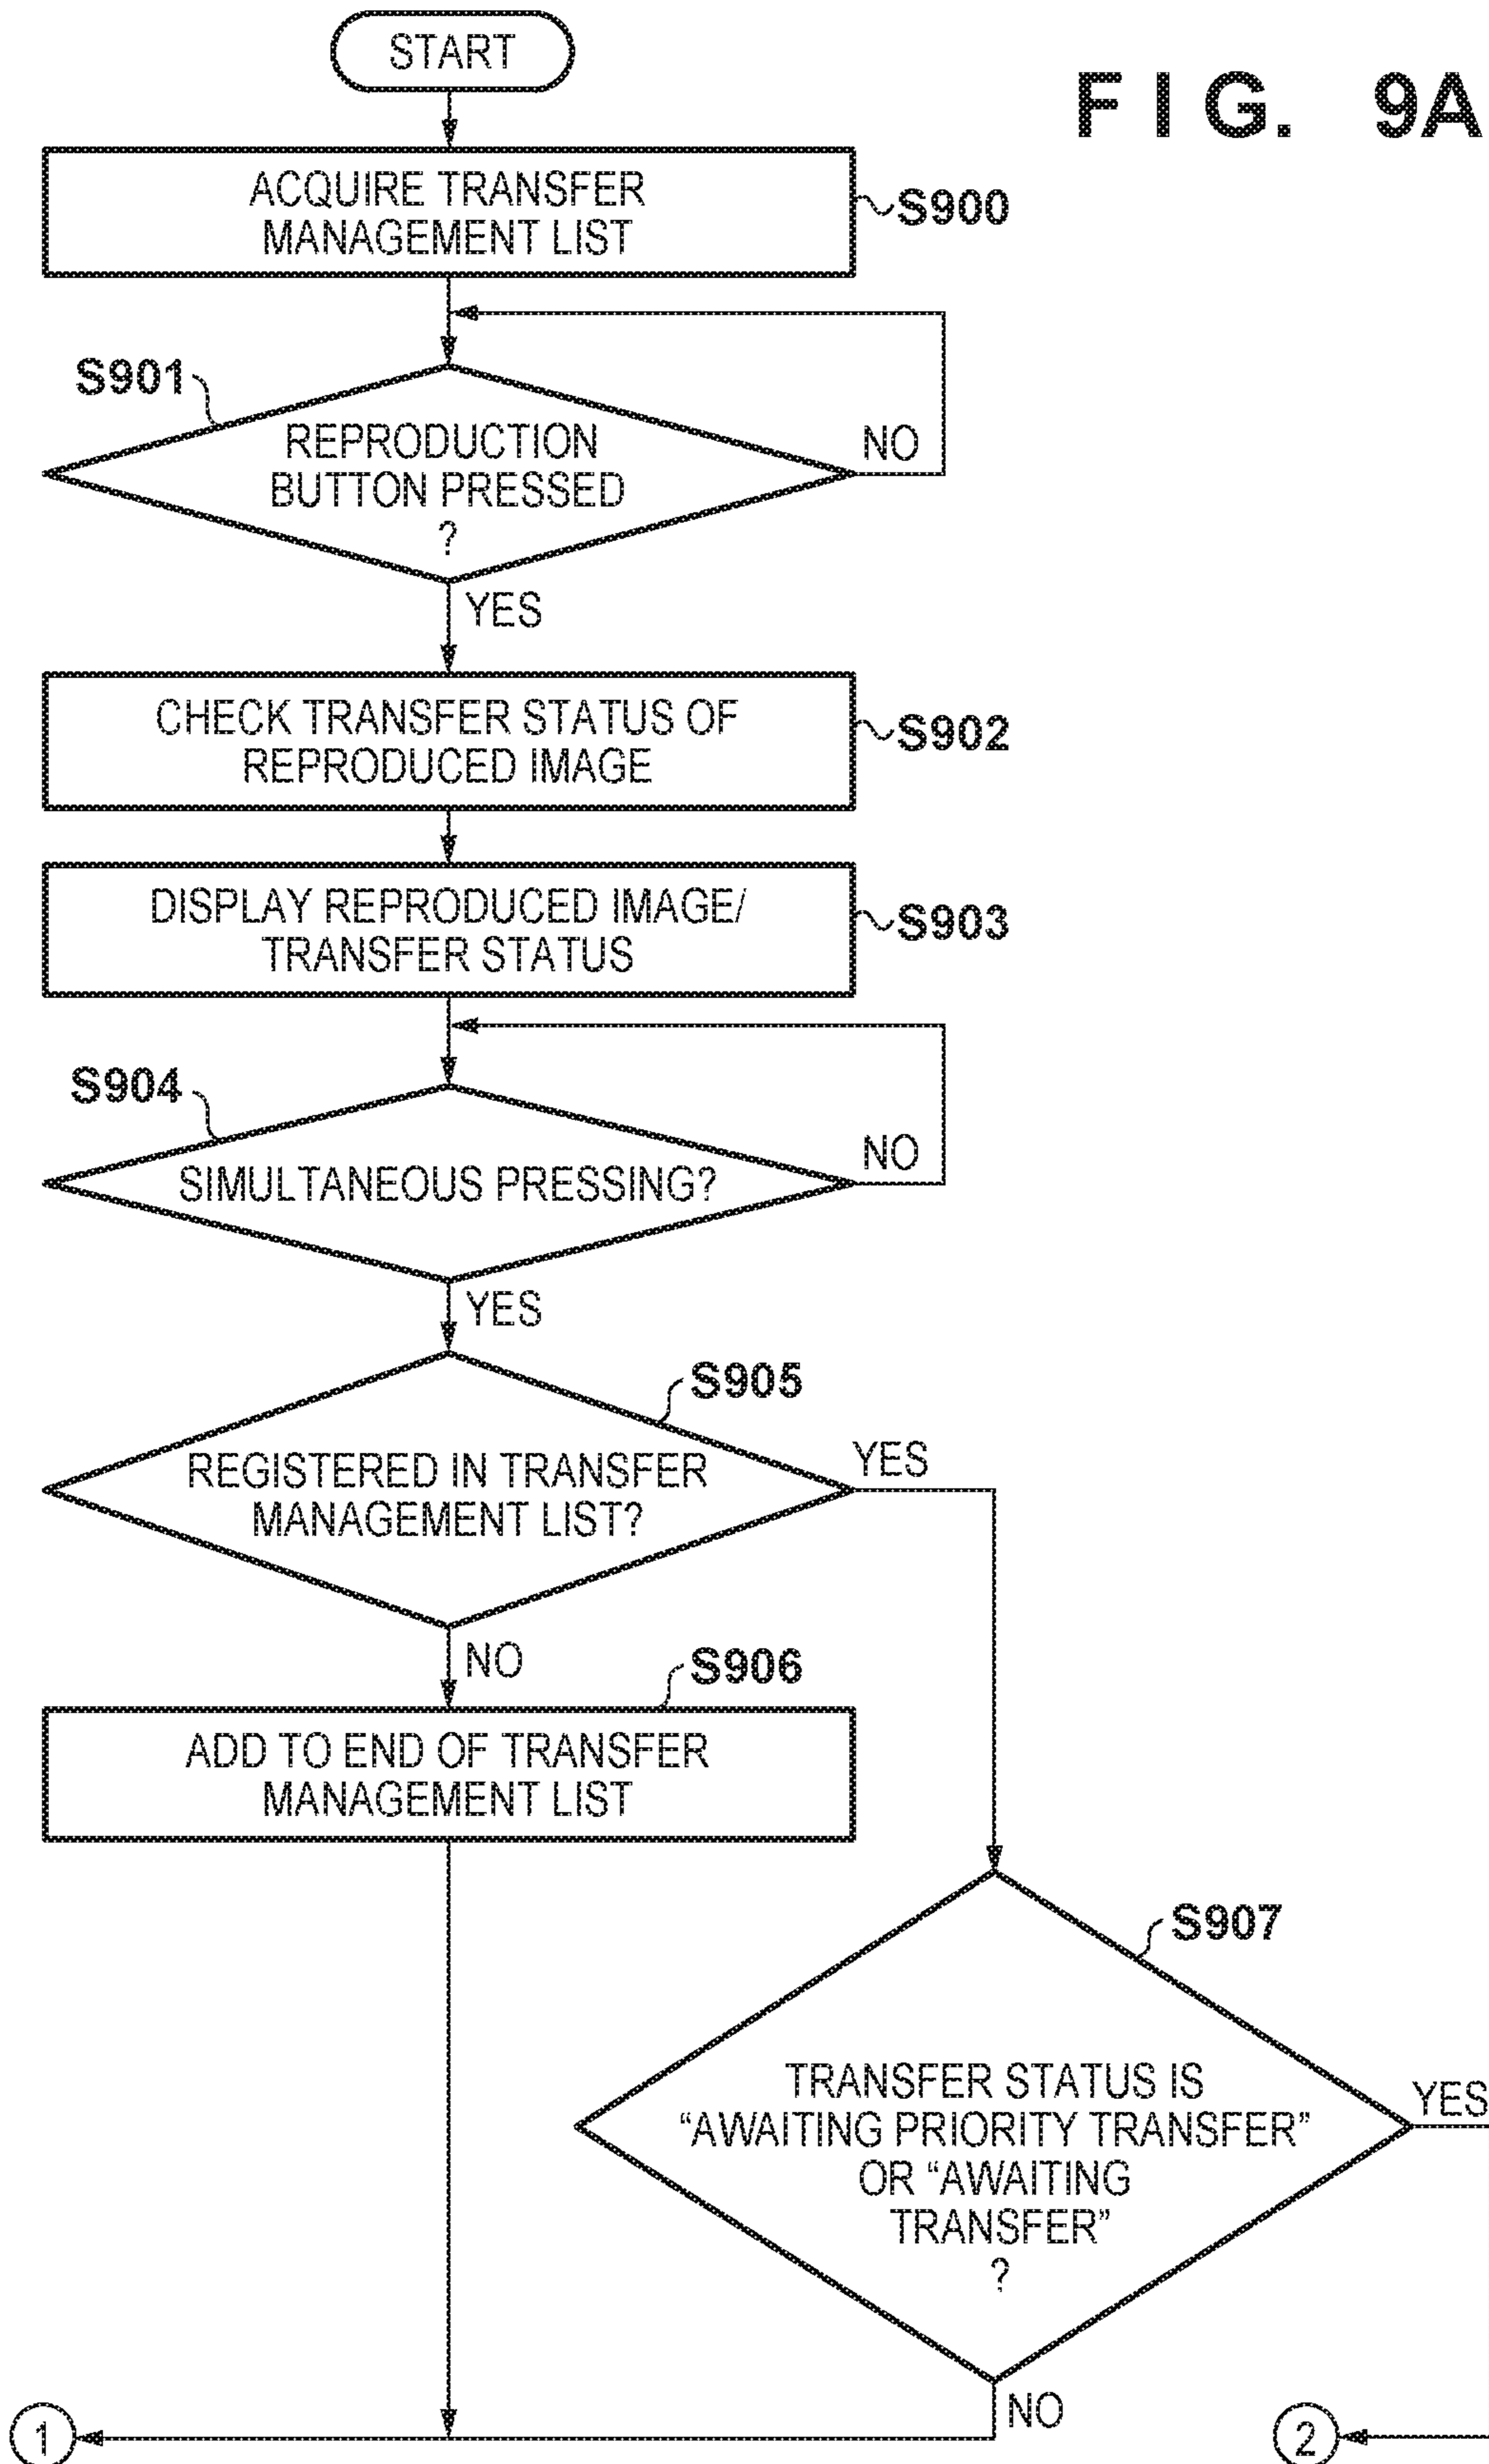 START
FIG. 9A
ACQUIRE TRANSFER
MANAGEMENT LIST
S900
S901
REPRODUCTION
BUTTON PRESSED
?
NO
YES
CHECK TRANSFER STATUS OF
REPRODUCED IMAGE
S902
DISPLAY REPRODUCED IMAGE/
TRANSFER STATUS
S903
S904
SIMULTANEOUS PRESSING?
NO
YES
S905
REGISTERED IN TRANSFER
MANAGEMENT LIST?
YES
NO
S906
ADD TO END OF TRANSFER
MANAGEMENT LIST
S907
TRANSFER STATUS IS
“AWAITING PRIORITY TRANSFER”
OR “AWAITING
TRANSFER”
?
YES
NO
1
2